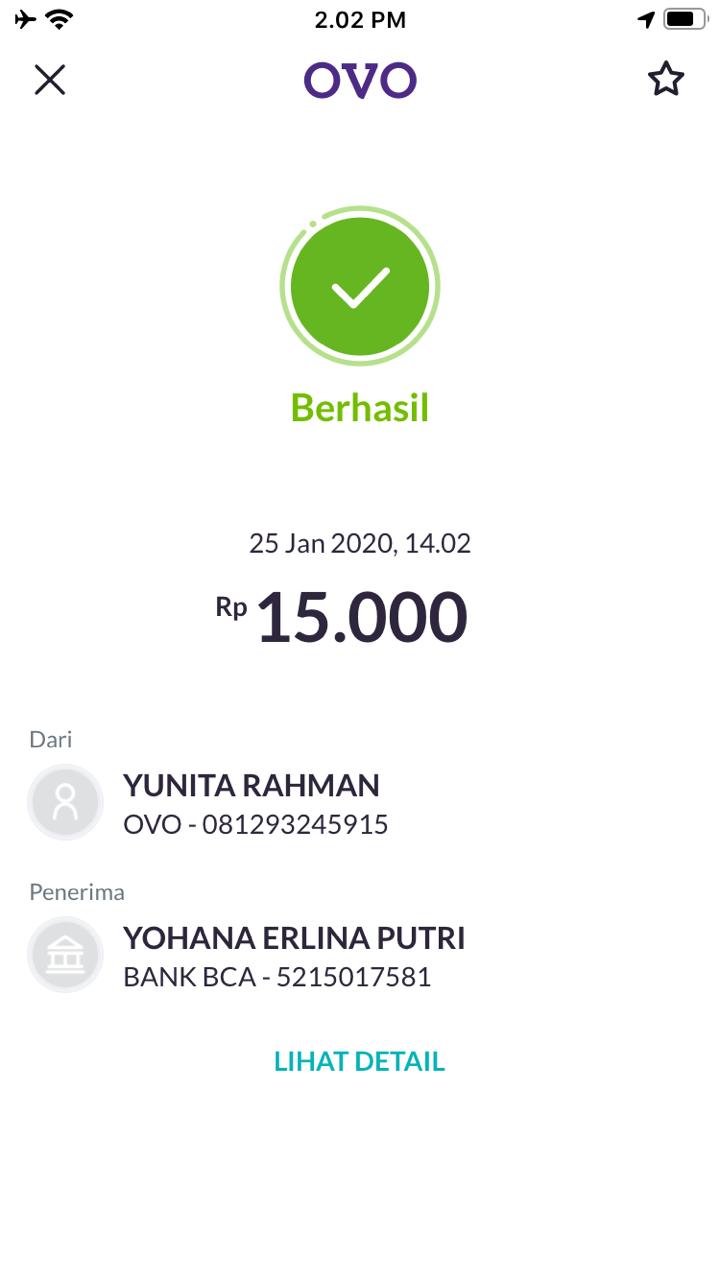 2.02 PM
OVO
Berhasil
25 Jan 2020, 14.02
Rp 15.000
Dari
YUNITA RAHMAN
OVO - 081293245915
Penerima
YOHANA ERLINA PUTRI
BANK BCA - 5215017581
LIHAT DETAIL